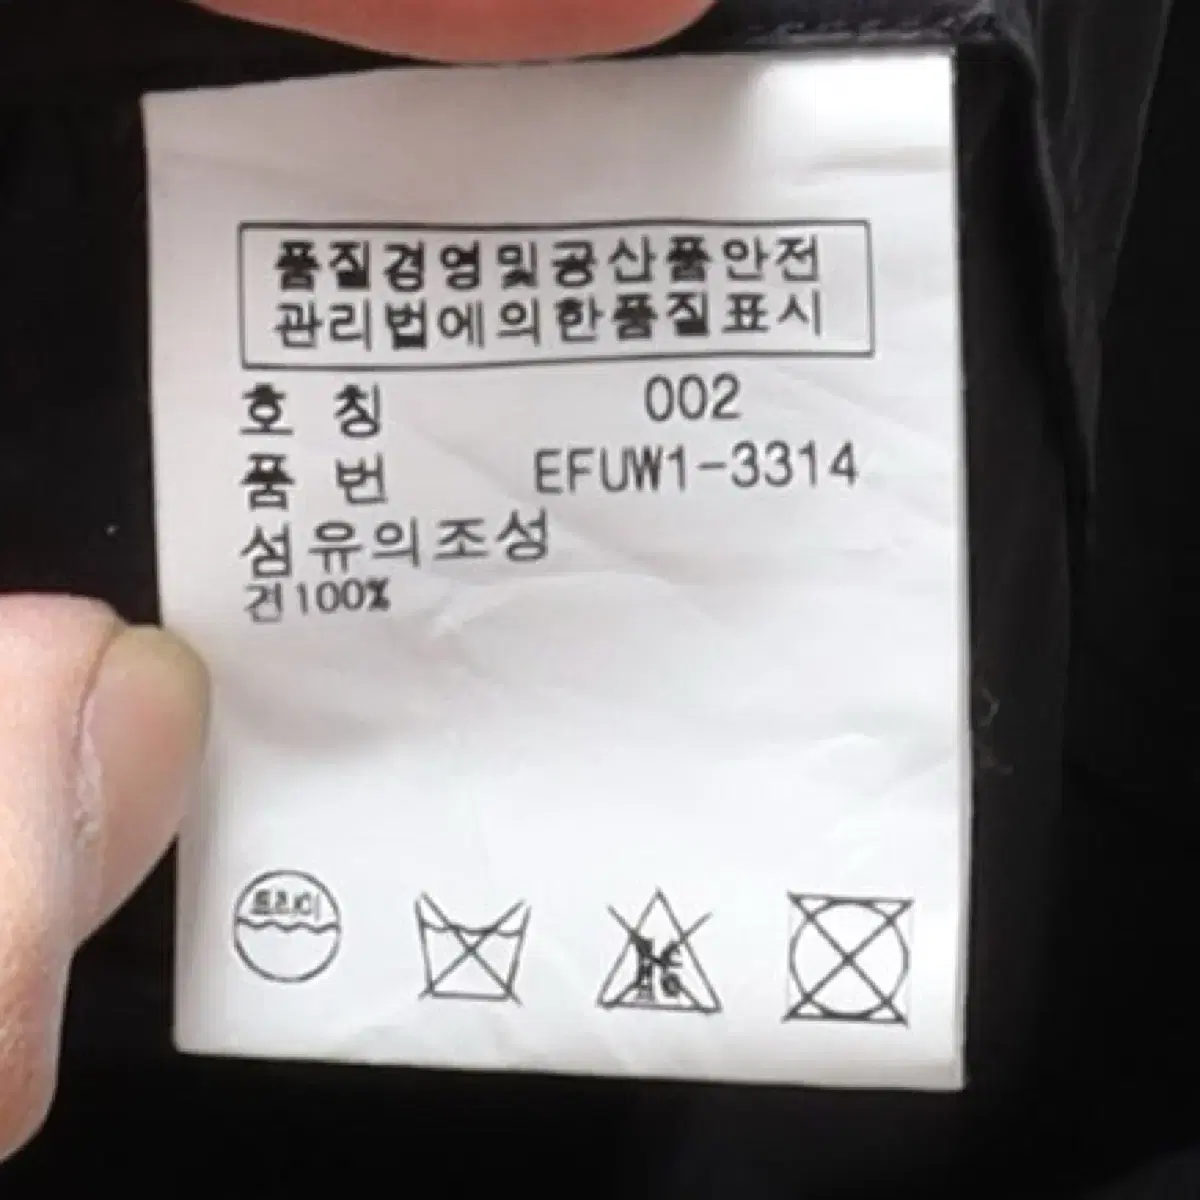 품질경영및공산품안전
관리법에의한품질표시
호 칭 002
품 번 EFUW1-3314
섬유의조성
견100%
드라이